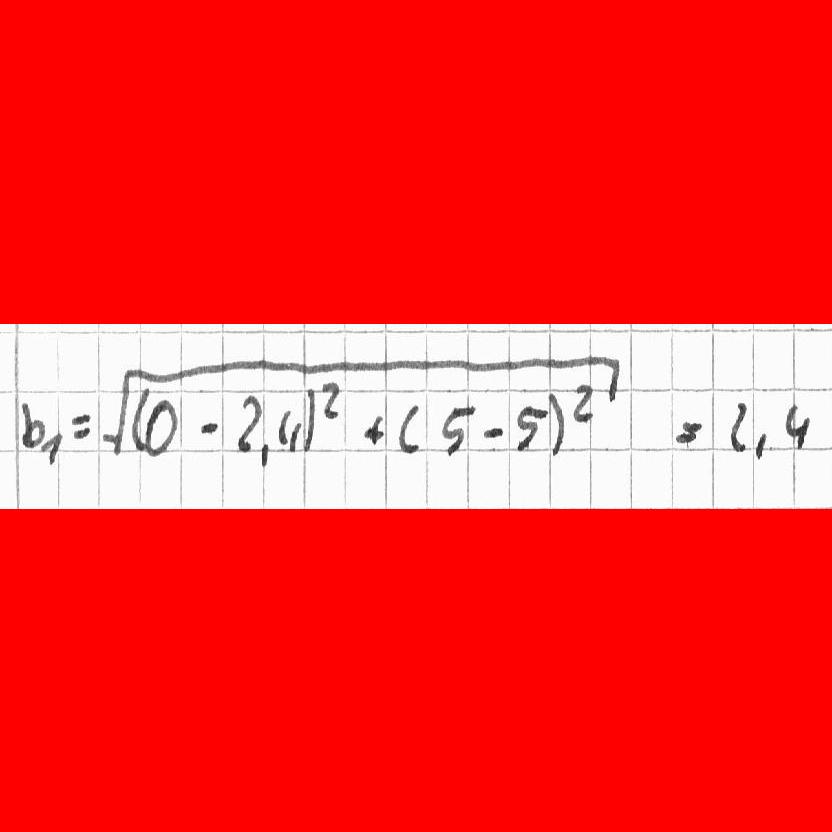 b₁ = √((0 - 2,4)² + (5 - 5)²) = 2,4